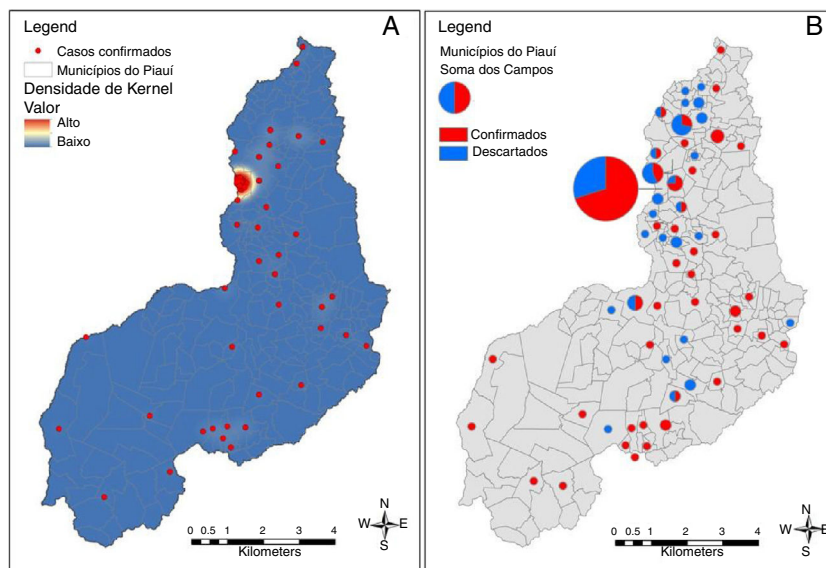 Legend
A
Casos confirmados
Municípios do Piauí
Densidade de Kernel
Valor
Alto
Baixo
N
W
E
S
0 0.5 1 2 3 4
Kilometers
Legend
B
Municípios do Piauí
Soma dos Campos
Confirmados
Descartados
N
W
E
S
0 0.5 1 2 3 4
Kilometers